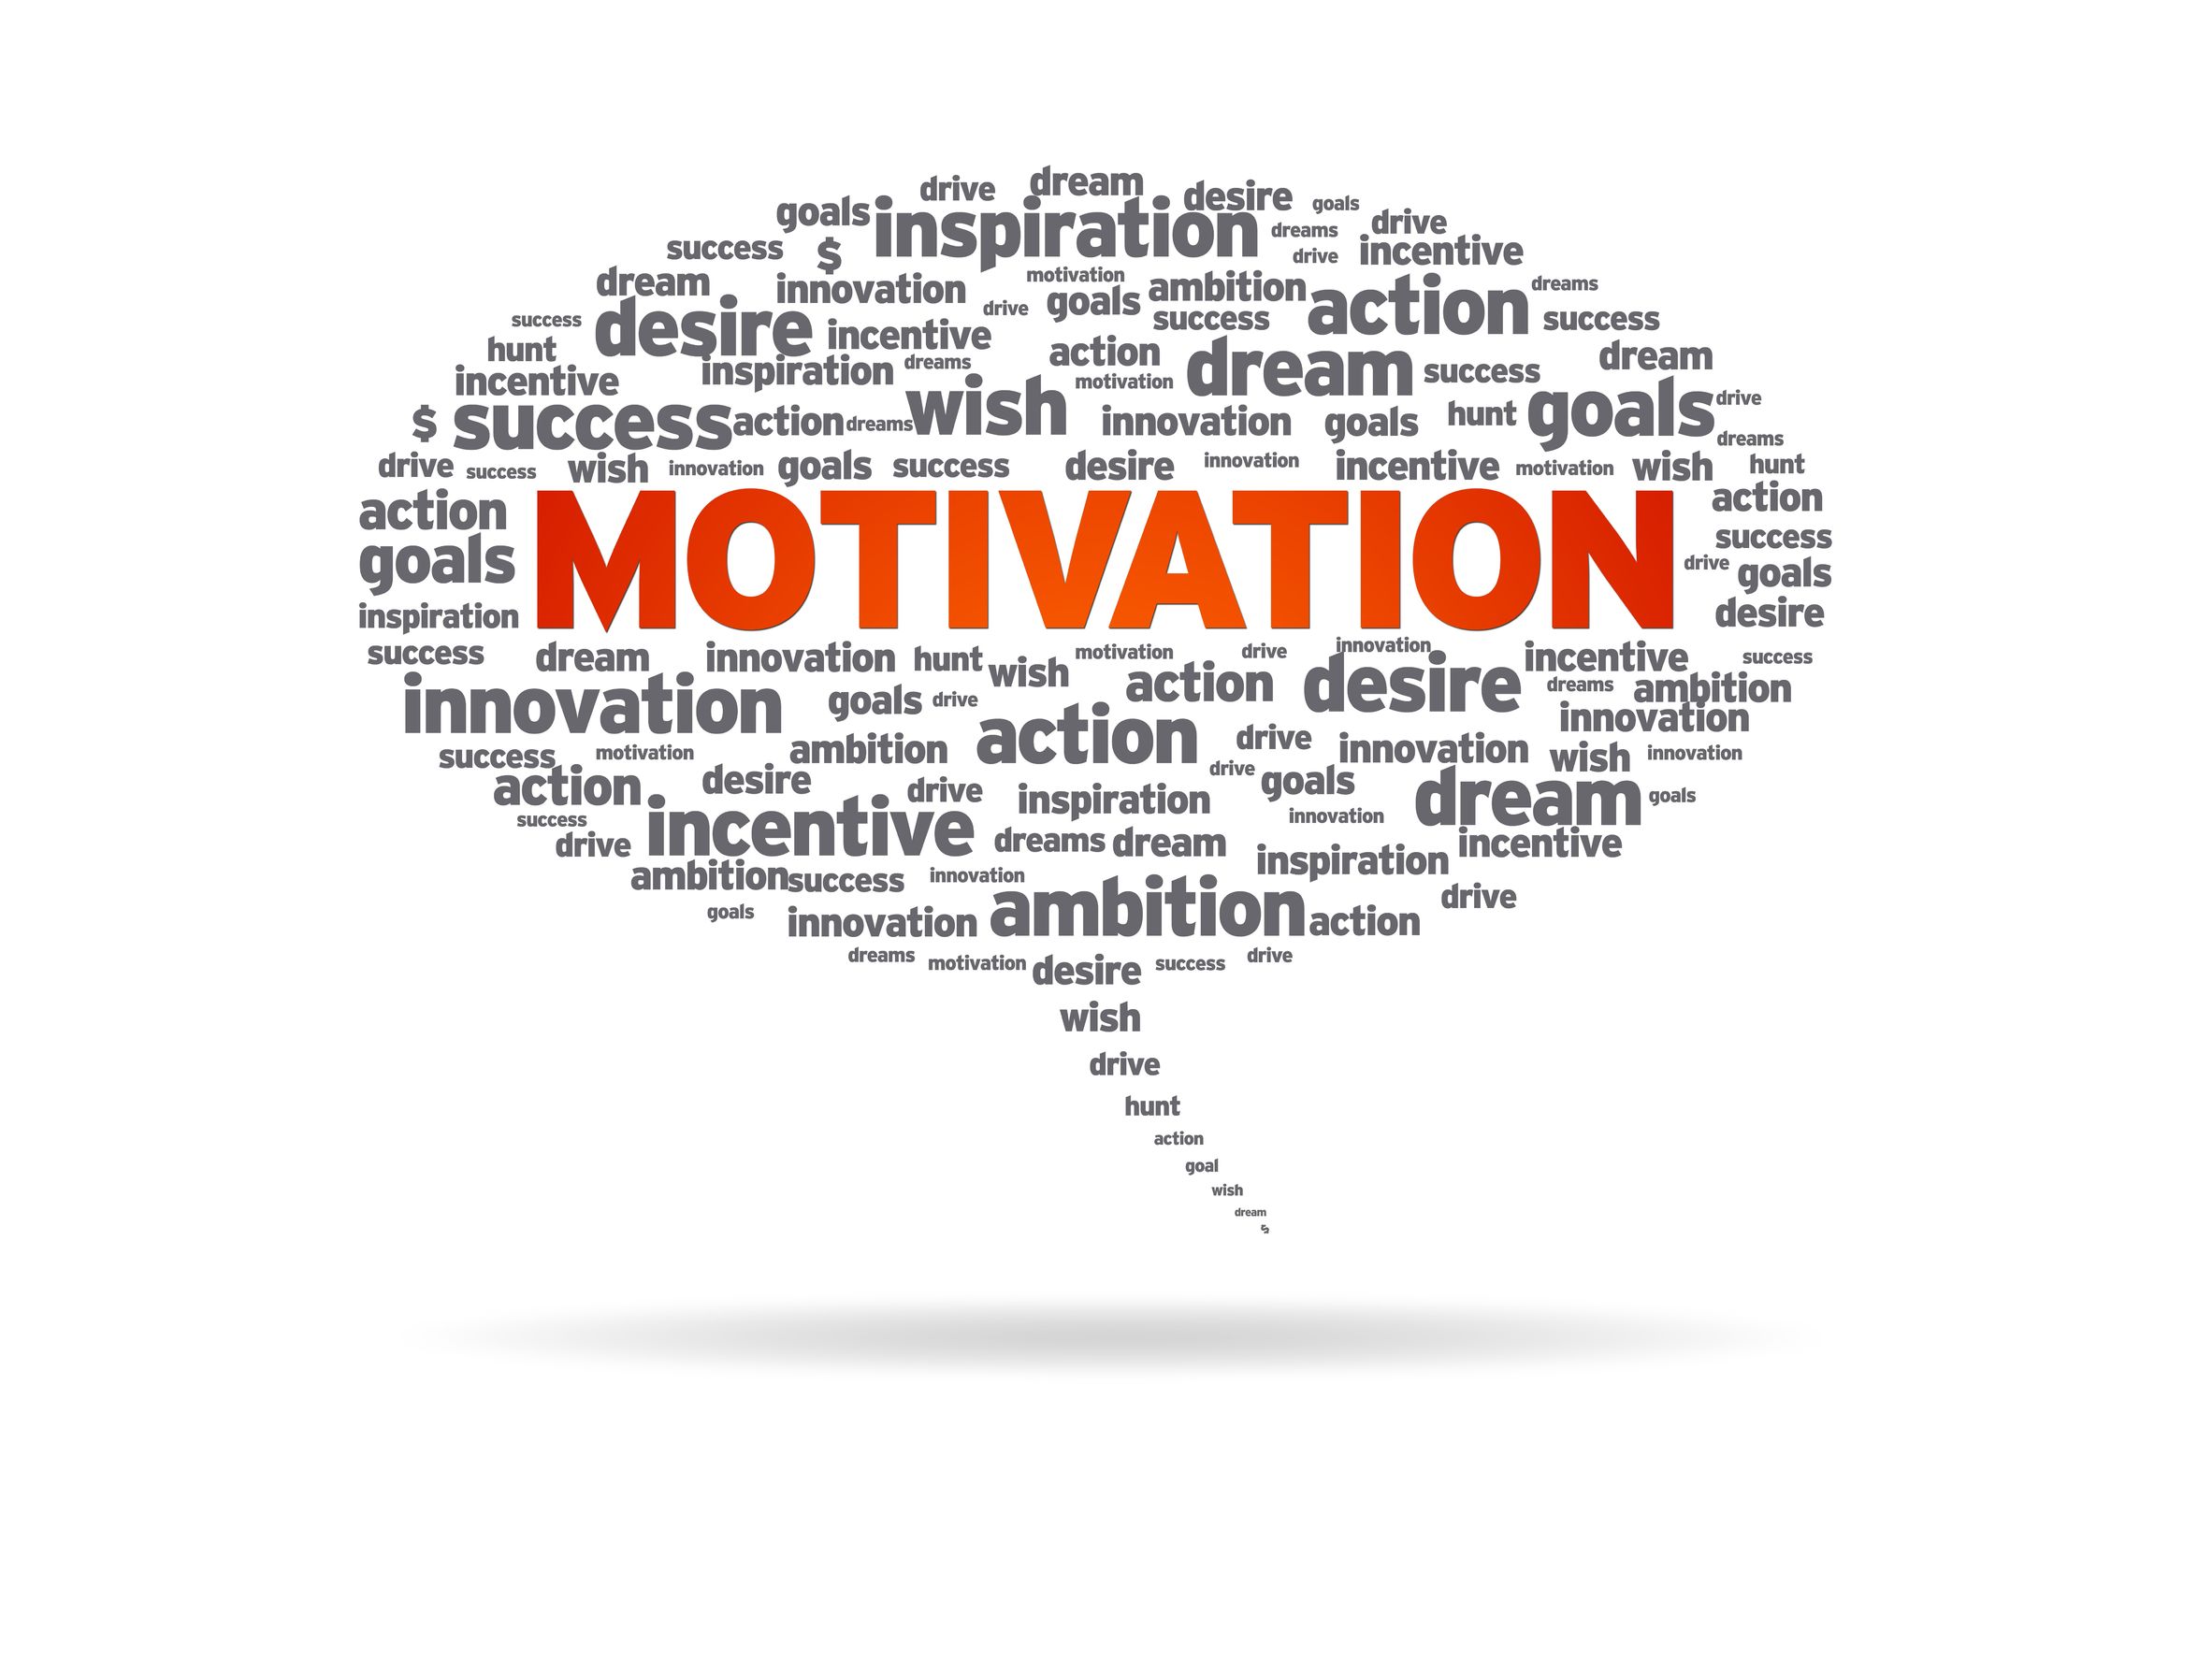 drive dream desire goals
goals inspiration dreams drive
success $ drive incentive
dream innovation motivation goals ambition action dreams
success desire incentive drive success success
hunt inspiration dreams action dream success dream
incentive motivation
$ success action dreams wish innovation goals hunt goals drive
dreams
drive success wish innovation goals success desire innovation incentive motivation wish hunt
action MOTIVATION action
goals success
drive goals
inspiration desire
success dream innovation hunt wish motivation drive innovation incentive success
innovation goals drive action desire dreams ambition
innovation
success motivation ambition action drive innovation wish innovation
action desire drive inspiration drive goals dream goals
success innovation
drive incentive dreams dream inspiration incentive
ambition success innovation drive
goals innovation ambition action
dreams motivation desire success drive
wish
drive
hunt
action
goal
wish
dream